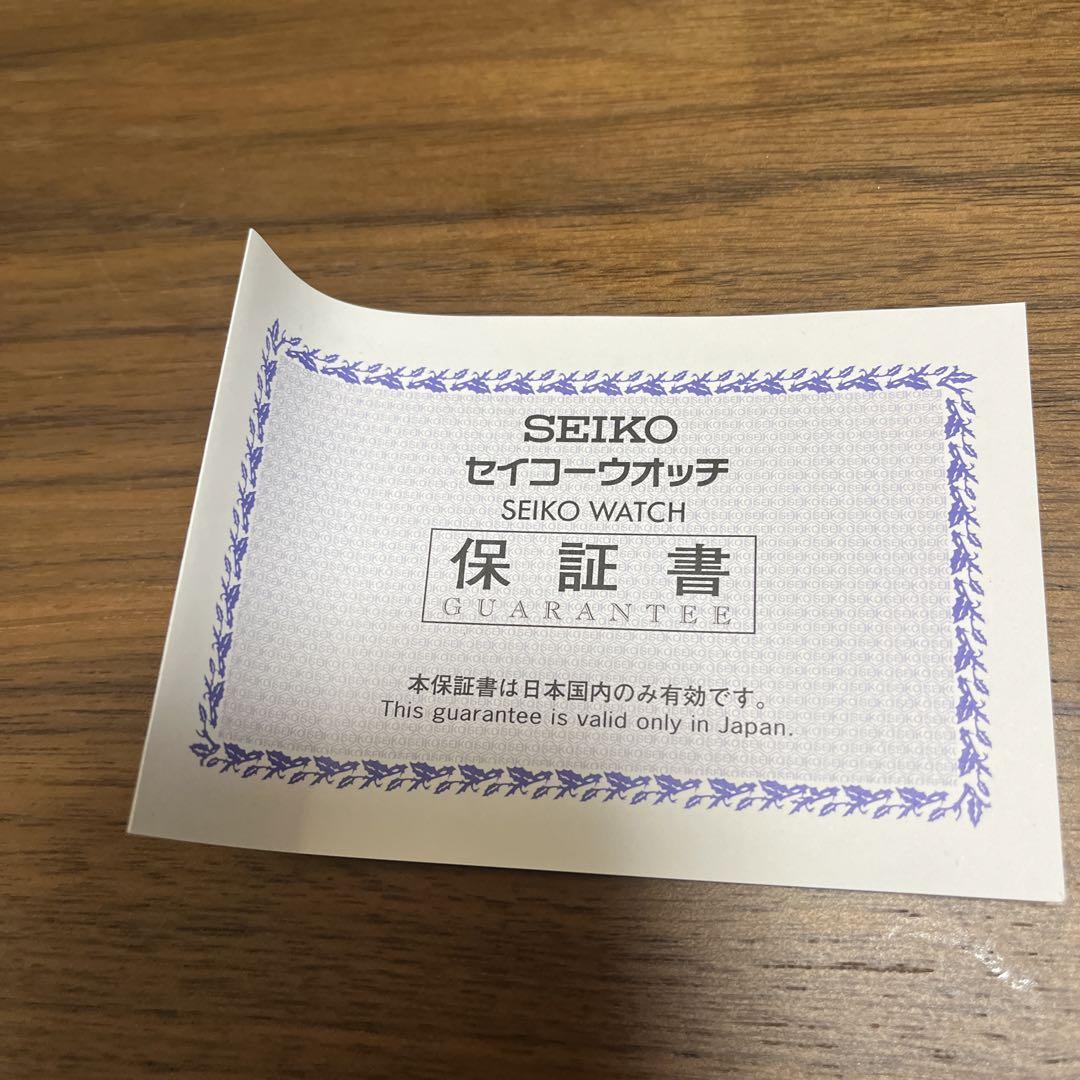 SEIKO
セイコーウオッチ
SEIKO WATCH
保証書
GUARANTEE
本保証書は日本国内のみ有効です。
This guarantee is valid only in Japan.